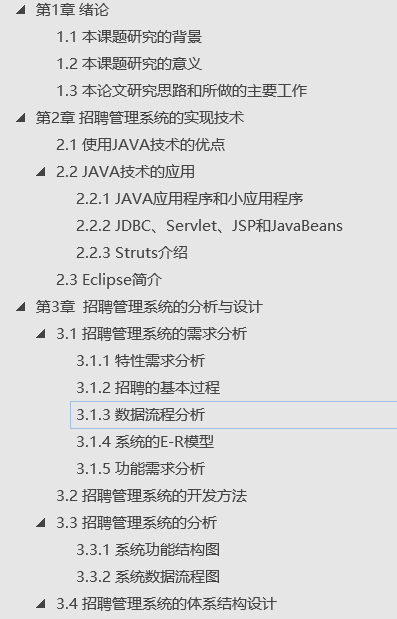 第1章 绪论
1.1 本课题研究的背景
1.2 本课题研究的意义
1.3 本论文研究思路和所做的主要工作
第2章 招聘管理系统的实现技术
2.1 使用JAVA技术的优点
2.2 JAVA技术的应用
2.2.1 JAVA应用程序和小应用程序
2.2.2 JDBC、Servlet、JSP和JavaBeans
2.2.3 Struts介绍
2.3 Eclipse简介
第3章 招聘管理系统的分析与设计
3.1 招聘管理系统的需求分析
3.1.1 特性需求分析
3.1.2 招聘的基本过程
3.1.3 数据流程分析
3.1.4 系统的E-R模型
3.1.5 功能需求分析
3.2 招聘管理系统的开发方法
3.3 招聘管理系统的分析
3.3.1 系统功能结构图
3.3.2 系统数据流程图
3.4 招聘管理系统的体系结构设计